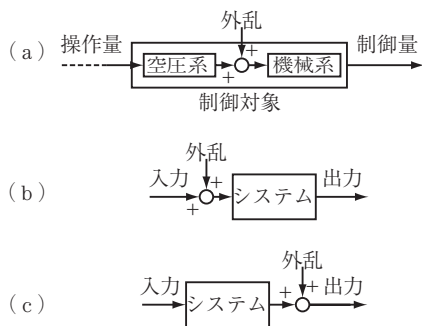 外乱
(a) 操作量 空圧系 + + 機械系 制御量
制御対象
外乱
(b) 入力 + + システム 出力
外乱
(c) 入力 システム + + 出力